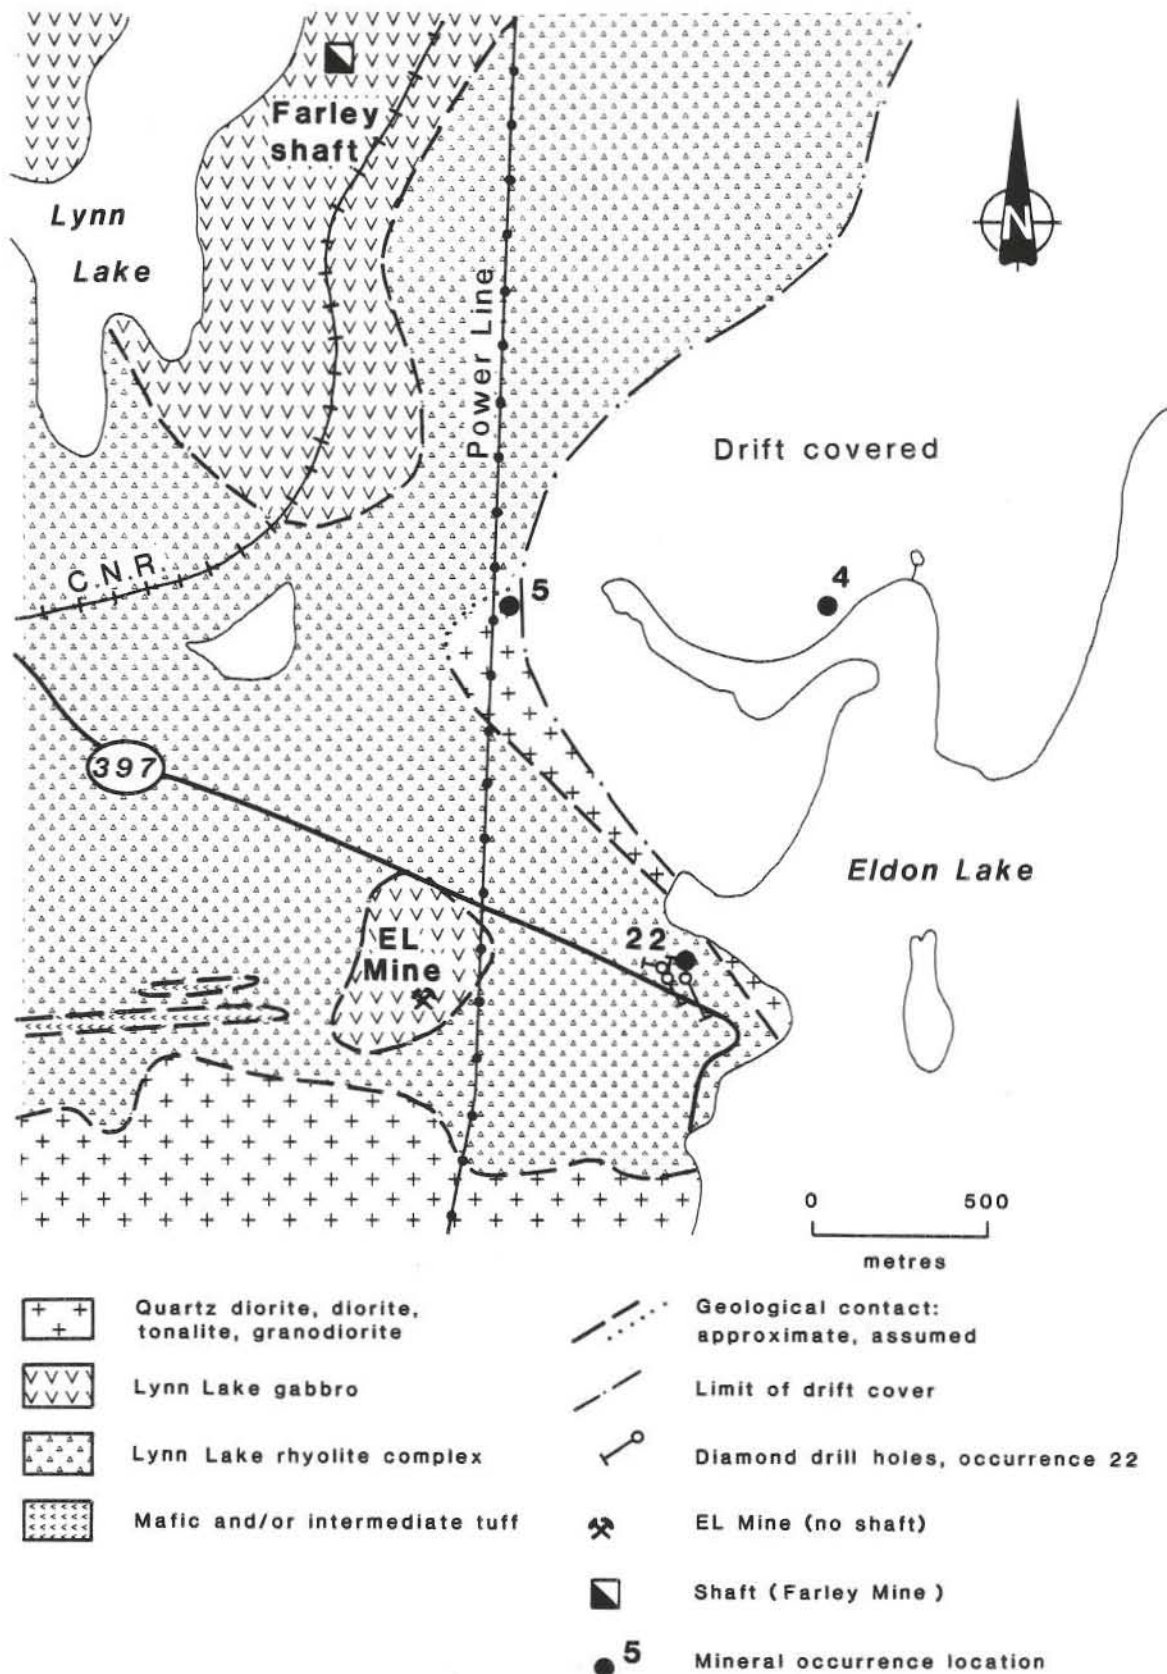 Farley
shaft
Lynn
Lake
N
Power Line
Drift covered
C.N.R
5
4
397
Eldon Lake
22
EL
Mine
0 500
metres
Quartz diorite, diorite,
tonalite, granodiorite
Lynn Lake gabbro
Lynn Lake rhyolite complex
Mafic and/or intermediate tuff
Geological contact:
approximate, assumed
Limit of drift cover
Diamond drill holes, occurrence 22
EL Mine (no shaft)
Shaft (Farley Mine)
5 Mineral occurrence location